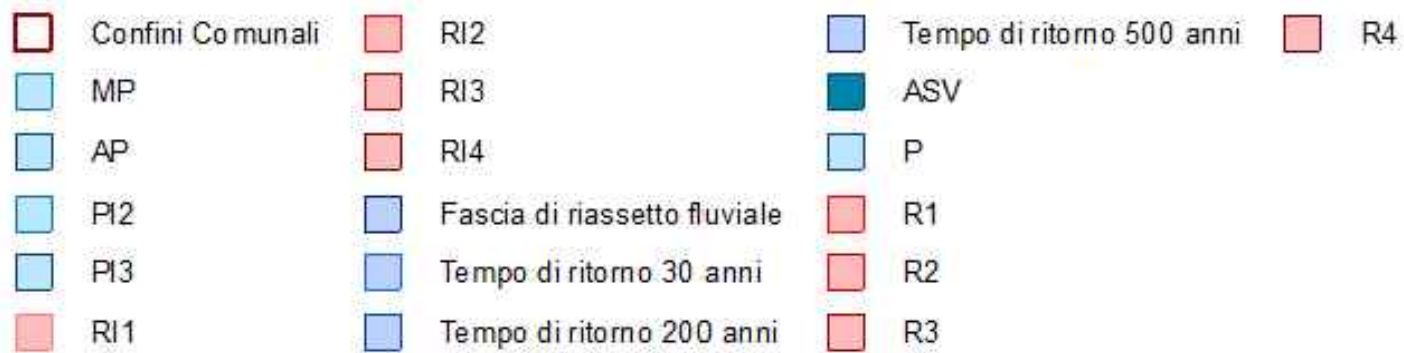 Confini Comunali
MP
AP
PI2
PI3
RI1
RI2
RI3
RI4
Fascia di riassetto fluviale
Tempo di ritorno 30 anni
Tempo di ritorno 200 anni
Tempo di ritorno 500 anni
ASV
P
R1
R2
R3
R4